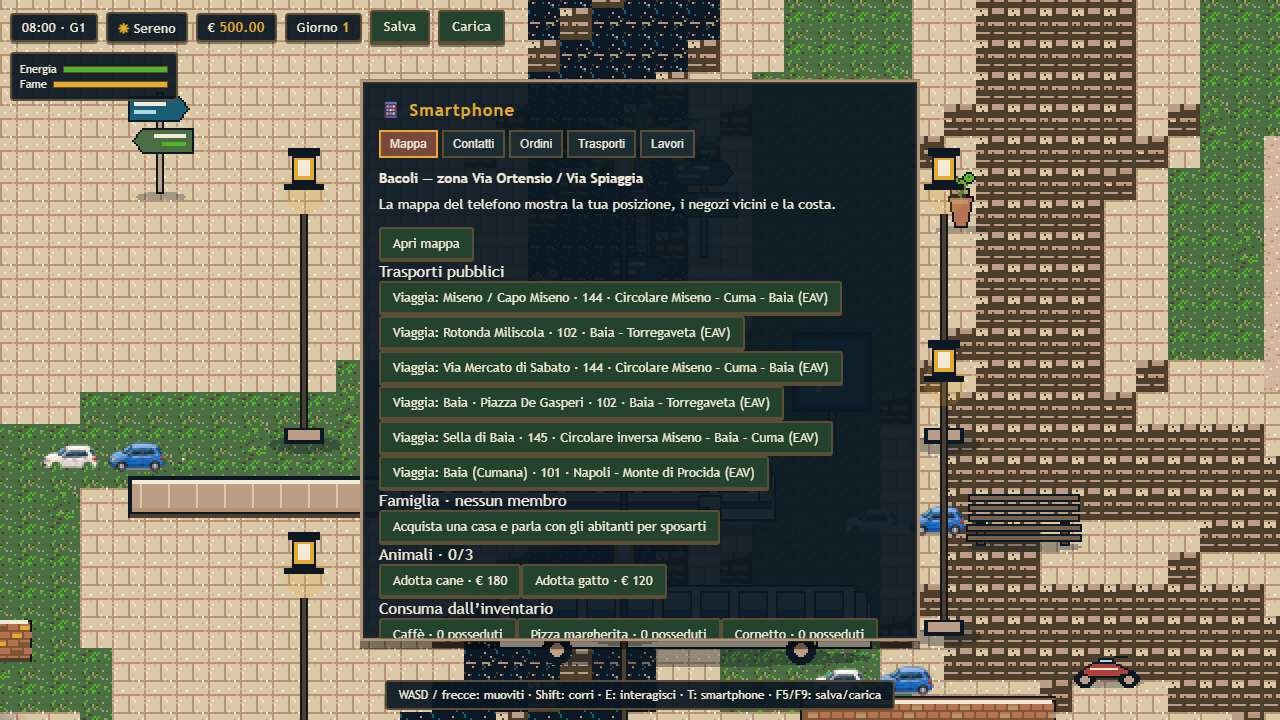 08:00 · G1
Sereno
€ 500.00
Giorno 1
Salva
Carica
Energia
Fame
Smartphone
Mappa
Contatti
Ordini
Trasporti
Lavori
Bacoli — zona Via Ortensio / Via Spiaggia
La mappa del telefono mostra la tua posizione, i negozi vicini e la costa.
Apri mappa
Trasporti pubblici
Viaggia: Miseno / Capo Miseno · 144 · Circolare Miseno - Cuma - Baia (EAV)
Viaggia: Rotonda Miliscola · 102 · Baia - Torregaveta (EAV)
Viaggia: Via Mercato di Sabato · 144 · Circolare Miseno - Cuma - Baia (EAV)
Viaggia: Baia · Piazza De Gasperi · 102 · Baia - Torregaveta (EAV)
Viaggia: Sella di Baia · 145 · Circolare inversa Miseno - Baia - Cuma (EAV)
Viaggia: Baia (Cumana) · 101 · Napoli - Monte di Procida (EAV)
Famiglia · nessun membro
Acquista una casa e parla con gli abitanti per sposarti
Animali · 0/3
Adotta cane · € 180
Adotta gatto · € 120
Consuma dall’inventario
Caffè · 0 posseduti
Pizza margherita · 0 posseduti
Cornetto · 0 posseduti
WASD / frecce: muoviti · Shift: corri · E: interagisci · T: smartphone · F5/F9: salva/carica